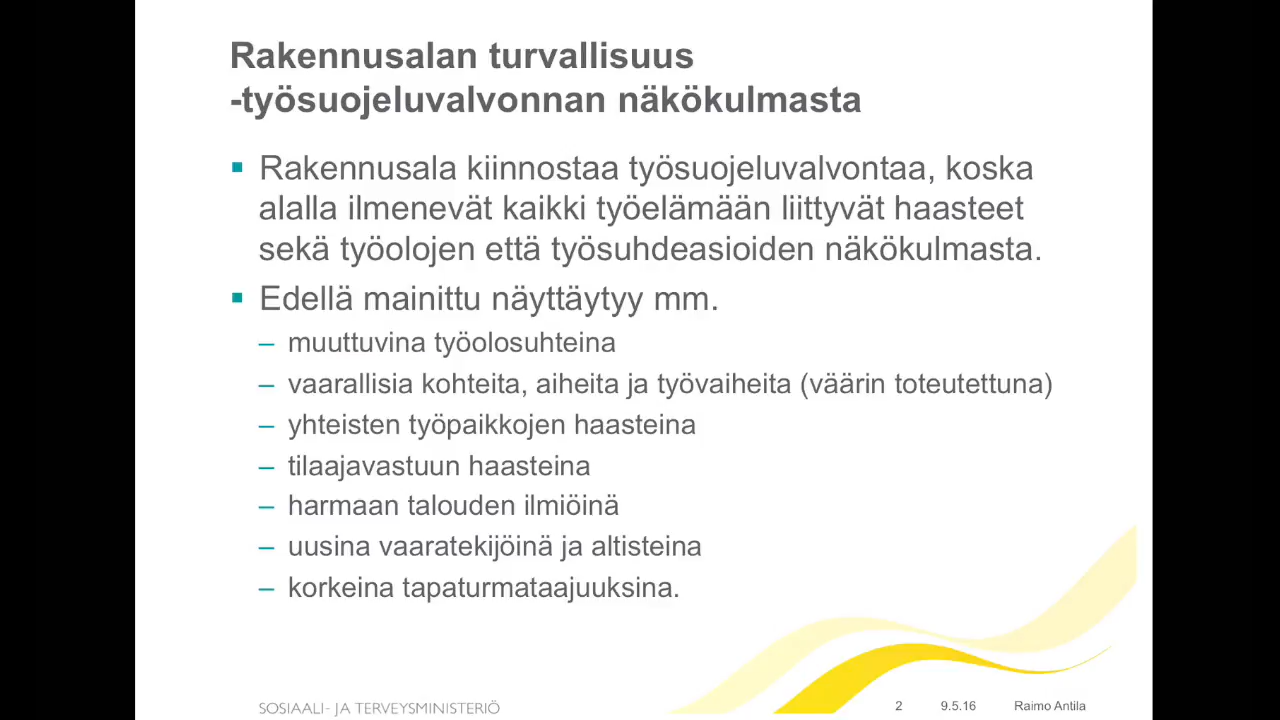 Rakennusalan turvallisuus
-työsuojeluvalvonnan näkökulmasta
Rakennusala kiinnostaa työsuojeluvalvontaa, koska
alalla ilmenevät kaikki työelämään liittyvät haasteet
sekä työolojen että työsuhdeasioiden näkökulmasta.
Edellä mainittu näyttäytyy mm.
– muuttuvina työolosuhteina
– vaarallisia kohteita, aiheita ja työvaiheita (väärin toteutettuna)
– yhteisten työpaikkojen haasteina
– tilaajavastuun haasteina
– harmaan talouden ilmiöinä
– uusina vaaratekijöinä ja altisteina
– korkeina tapaturmataajuuksina.
SOSIAALI- JA TERVEYSMINISTERIÖ 2 9.5.16 Raimo Antila